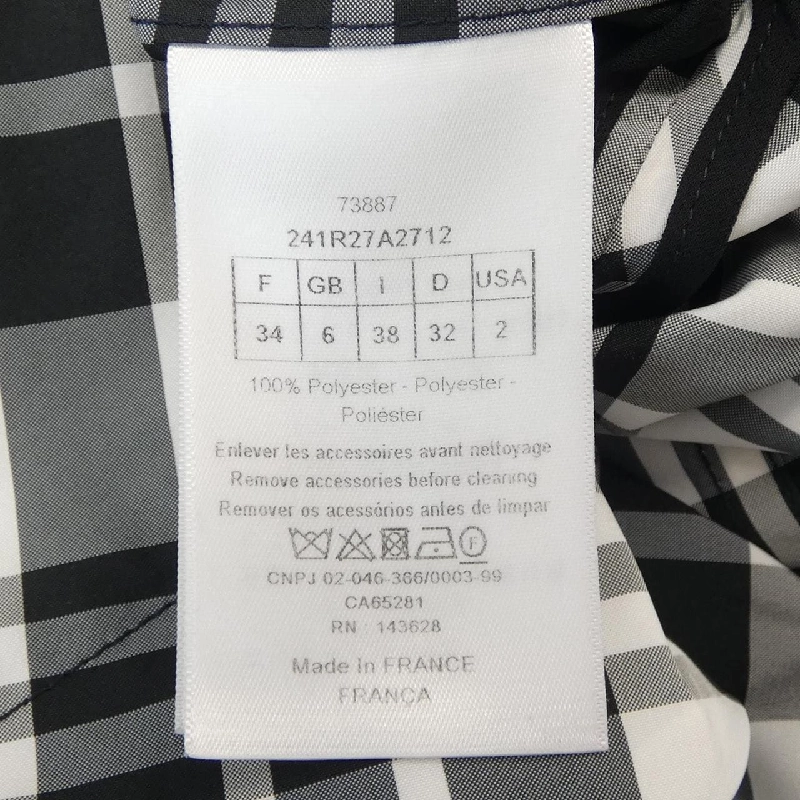 73887
241R27A2712
F GB I D USA
34 6 38 32 2
100% Polyester - Polyester -
Poliéster
Enlever les accessoires avant nettoyage
Remove accessories before cleaning
Remover os acessórios antes de limpar
F
CNPJ 02-046-366/0003-99
CA65281
RN : 143628
Made in FRANCE
FRANÇA